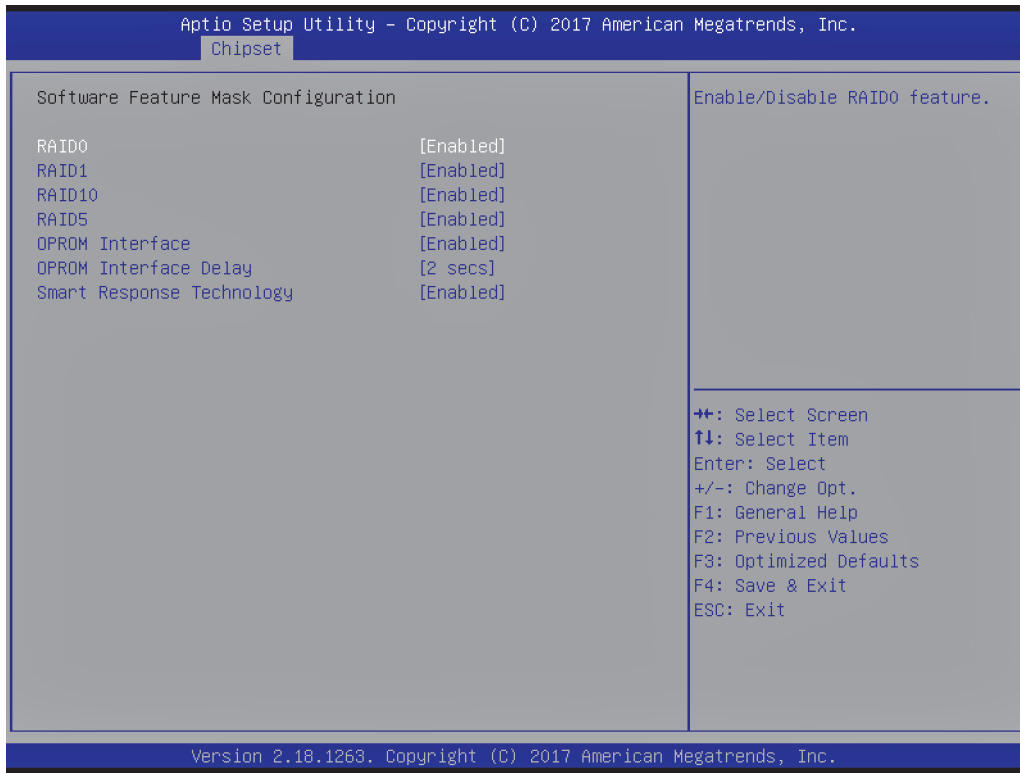 Aptio Setup Utility – Copyright (C) 2017 American Megatrends, Inc.
Chipset
Software Feature Mask Configuration
RAID0 [Enabled]
RAID1 [Enabled]
RAID10 [Enabled]
RAID5 [Enabled]
OPROM Interface [Enabled]
OPROM Interface Delay [2 secs]
Smart Response Technology [Enabled]
Enable/Disable RAID0 feature.
→←: Select Screen
↑↓: Select Item
Enter: Select
+/-: Change Opt.
F1: General Help
F2: Previous Values
F3: Optimized Defaults
F4: Save & Exit
ESC: Exit
Version 2.18.1263. Copyright (C) 2017 American Megatrends, Inc.